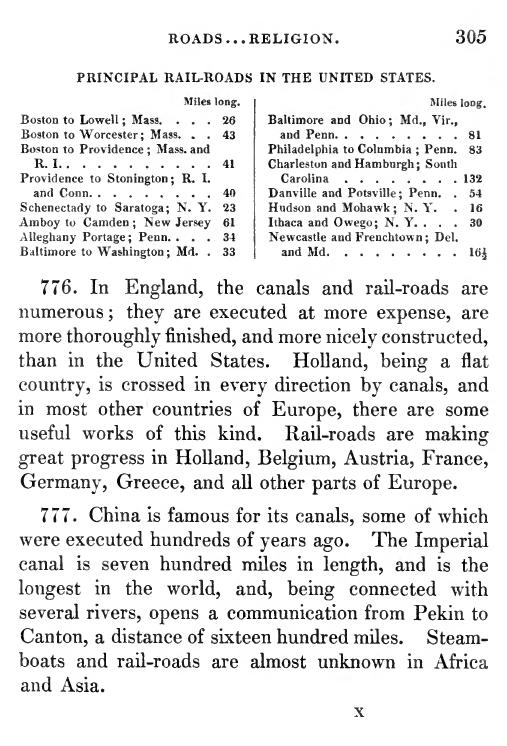 ROADS...RELIGION. 305
PRINCIPAL RAIL-ROADS IN THE UNITED STATES.
Miles long.
Boston to Lowell; Mass. . . . 26
Boston to Worcester; Mass. . . 43
Boston to Providence; Mass. and
R. I. . . . . . . . . . . 41
Providence to Stonington; R. I.
and Conn. . . . . . . . . 40
Schenectady to Saratoga; N. Y. 23
Amboy to Camden; New Jersey 61
Alleghany Portage; Penn. . . . 34
Baltimore to Washington; Md. . 33
Miles long.
Baltimore and Ohio; Md., Vir.,
and Penn. . . . . . . . . 81
Philadelphia to Columbia; Penn. 83
Charleston and Hamburgh; South
Carolina . . . . . . . . 132
Danville and Potsville; Penn. . 54
Hudson and Mohawk; N. Y. . 16
Ithaca and Owego; N. Y. . . . 30
Newcastle and Frenchtown; Del.
and Md. . . . . . . . . . 16½
776. In England, the canals and rail-roads are
numerous; they are executed at more expense, are
more thoroughly finished, and more nicely constructed,
than in the United States. Holland, being a flat
country, is crossed in every direction by canals, and
in most other countries of Europe, there are some
useful works of this kind. Rail-roads are making
great progress in Holland, Belgium, Austria, France,
Germany, Greece, and all other parts of Europe.
777. China is famous for its canals, some of which
were executed hundreds of years ago. The Imperial
canal is seven hundred miles in length, and is the
longest in the world, and, being connected with
several rivers, opens a communication from Pekin to
Canton, a distance of sixteen hundred miles. Steam-
boats and rail-roads are almost unknown in Africa
and Asia.
X